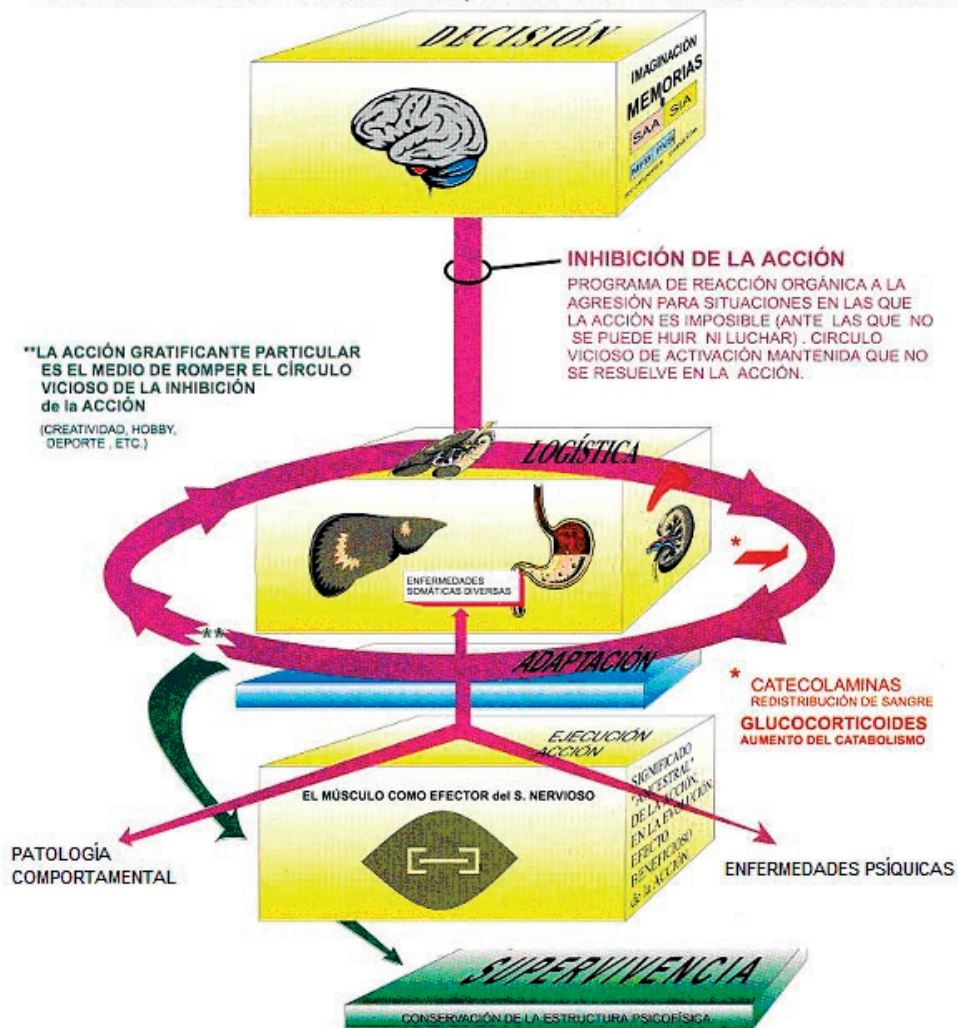 DECISIÓN
IMAGINACIÓN
MEMORIAS
SAA SIA
INHIBICIÓN DE LA ACCIÓN
PROGRAMA DE REACCIÓN ORGÁNICA A LA
AGRESIÓN PARA SITUACIONES EN LAS QUE
LA ACCIÓN ES IMPOSIBLE (ANTE LAS QUE NO
SE PUEDE HUIR NI LUCHAR) . CIRCULO
VICIOSO DE ACTIVACIÓN MANTENIDA QUE NO
SE RESUELVE EN LA ACCIÓN.
**LA ACCIÓN GRATIFICANTE PARTICULAR
ES EL MEDIO DE ROMPER EL CÍRCULO
VICIOSO DE LA INHIBICIÓN
de la ACCIÓN
(CREATIVIDAD, HOBBY,
DEPORTE , ETC.)
LOGÍSTICA
*
ENFERMEDADES
SOMÁTICAS DIVERSAS
**
ADAPTACIÓN
* CATECOLAMINAS
REDISTRIBUCIÓN DE SANGRE
GLUCOCORTICOIDES
AUMENTO DEL CATABOLISMO
EJECUCIÓN
ACCIÓN
EL MÚSCULO COMO EFECTOR del S. NERVIOSO
SIGNIFICADO
"ANCESTRAL"
DE LA ACCIÓN.
EN LA EVOLUCIÓN.
EFECTO
BENEFICIOSO
de la ACCIÓN.
PATOLOGÍA
COMPORTAMENTAL
ENFERMEDADES PSÍQUICAS
SUPERVIVENCIA
CONSERVACIÓN DE LA ESTRUCTURA PSICOFÍSICA.